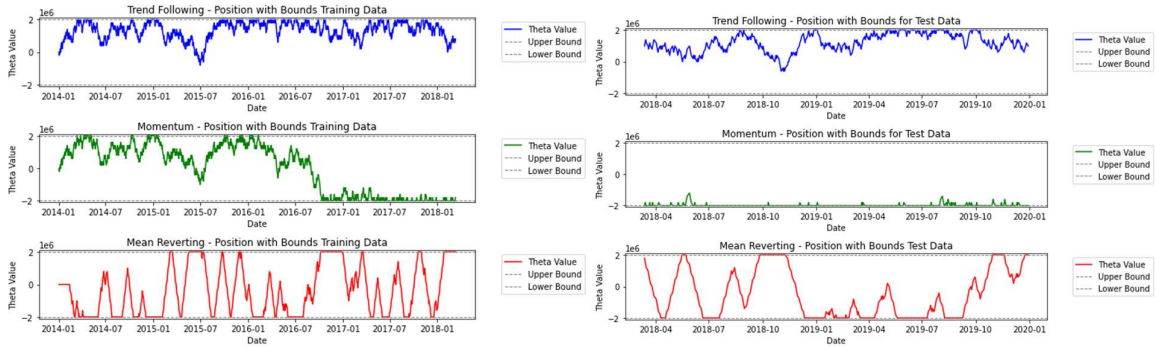 Trend Following - Position with Bounds Training Data
1e6
2
0
−2
Theta Value
2014-01 2014-07 2015-01 2015-07 2016-01 2016-07 2017-01 2017-07 2018-01
Date
Theta Value
Upper Bound
Lower Bound
Trend Following - Position with Bounds for Test Data
1e6
2
0
−2
Theta Value
2018-04 2018-07 2018-10 2019-01 2019-04 2019-07 2019-10 2020-01
Date
Theta Value
Upper Bound
Lower Bound
Momentum - Position with Bounds Training Data
1e6
2
0
−2
Theta Value
2014-01 2014-07 2015-01 2015-07 2016-01 2016-07 2017-01 2017-07 2018-01
Date
Theta Value
Upper Bound
Lower Bound
Momentum - Position with Bounds for Test Data
1e6
2
0
−2
Theta Value
2018-04 2018-07 2018-10 2019-01 2019-04 2019-07 2019-10 2020-01
Date
Theta Value
Upper Bound
Lower Bound
Mean Reverting - Position with Bounds Training Data
1e6
2
0
−2
Theta Value
2014-01 2014-07 2015-01 2015-07 2016-01 2016-07 2017-01 2017-07 2018-01
Date
Theta Value
Upper Bound
Lower Bound
Mean Reverting - Position with Bounds Test Data
1e6
2
0
−2
Theta Value
2018-04 2018-07 2018-10 2019-01 2019-04 2019-07 2019-10 2020-01
Date
Theta Value
Upper Bound
Lower Bound